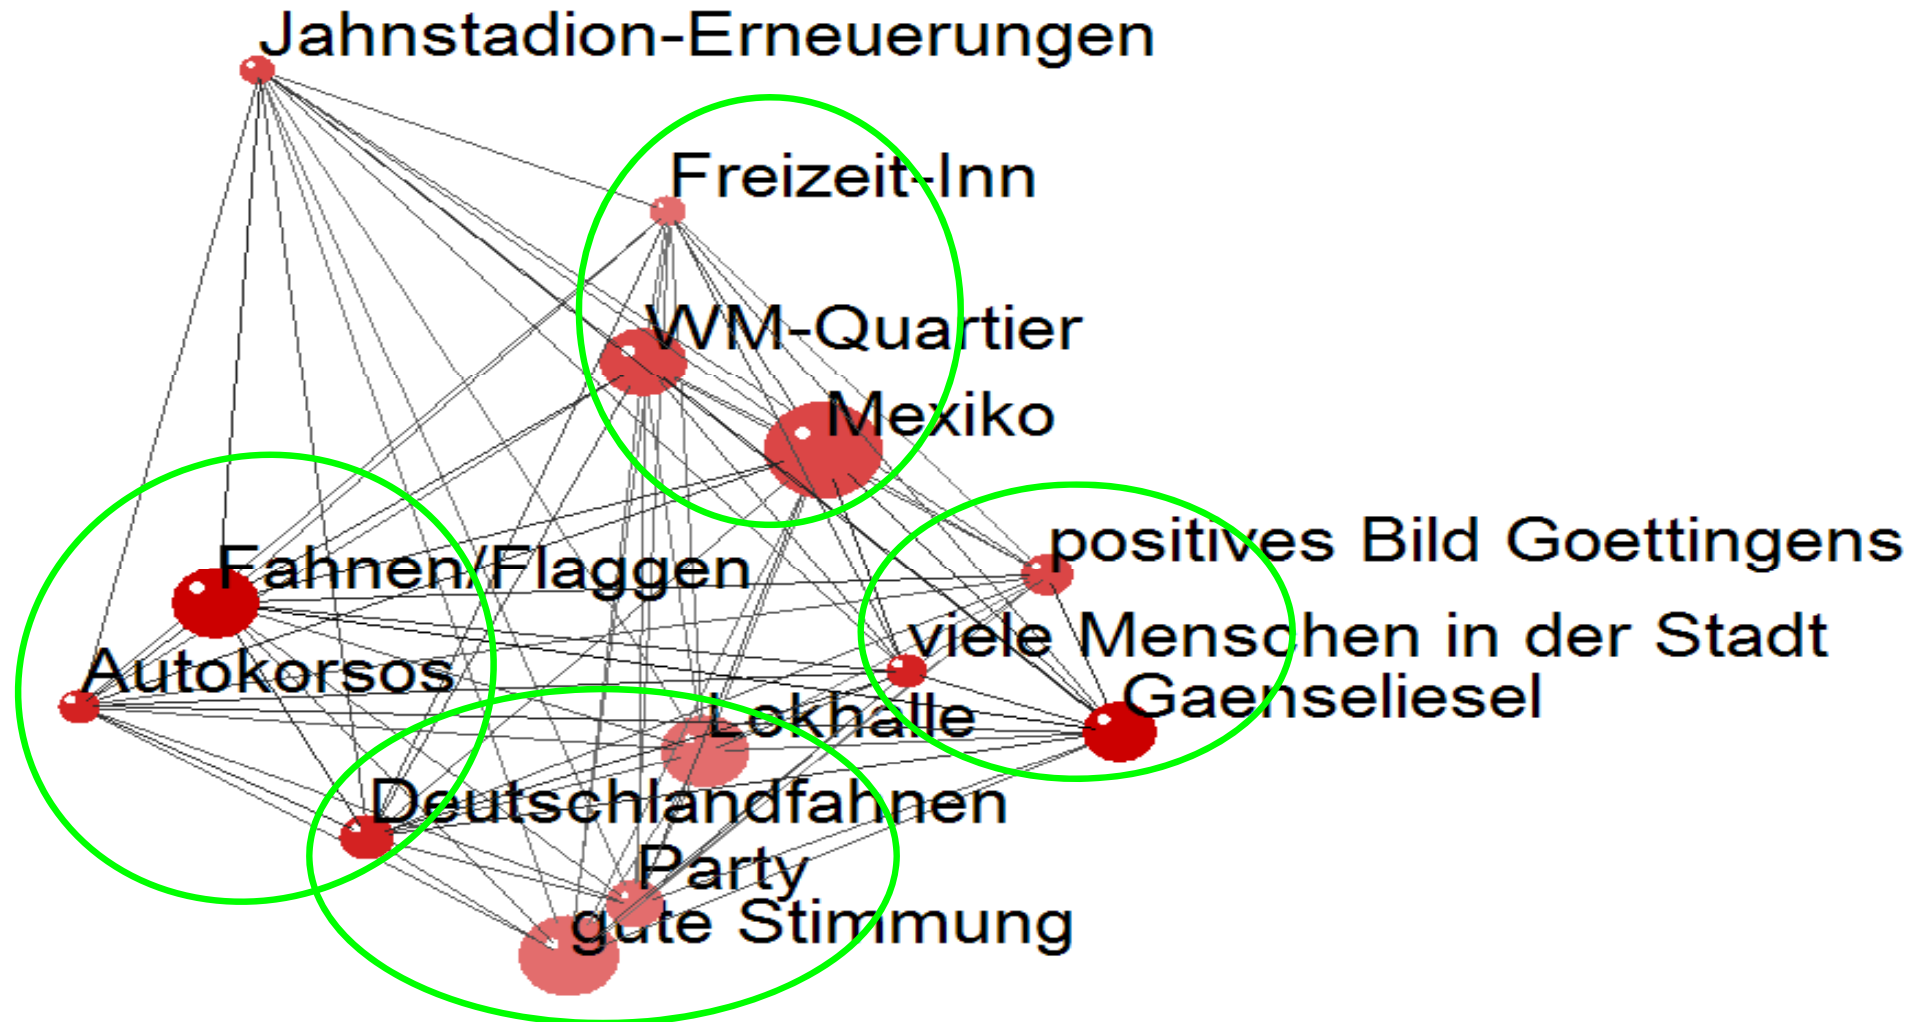 Jahnstadion-Erneuerungen
Freizeit-Inn
WM-Quartier
Mexiko
positives Bild Goettingens
Fahnen/Flaggen
viele Menschen in der Stadt
Autokorsos
Gaenseliesel
Lokhalle
Deutschlandfahnen
Party
gute Stimmung